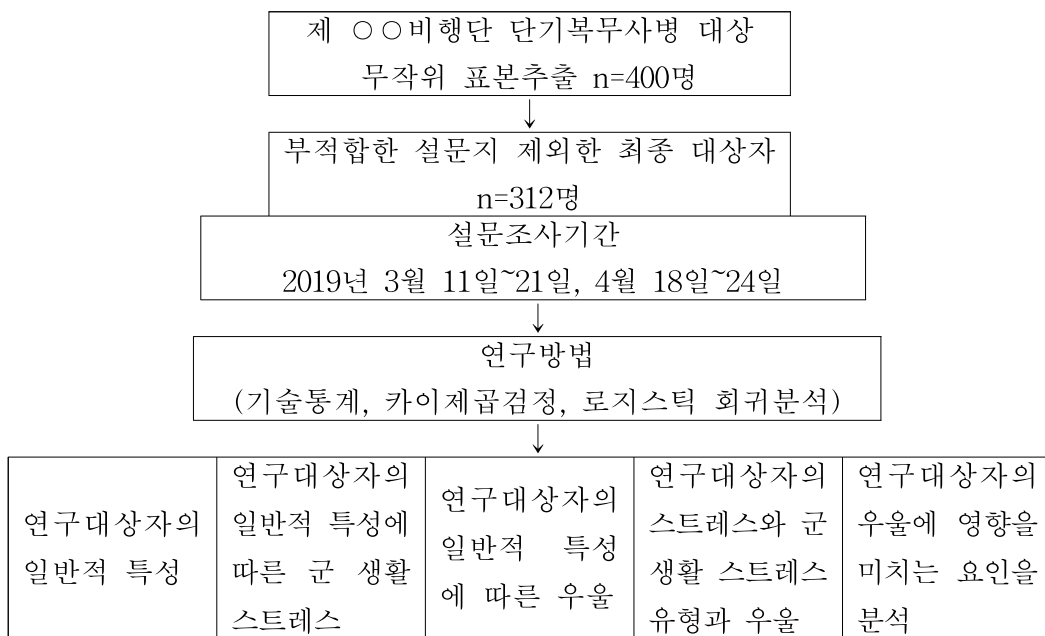 제 ○○비행단 단기복무사병 대상
무작위 표본추출 n=400명
부적합한 설문지 제외한 최종 대상자
n=312명
설문조사기간
2019년 3월 11일~21일, 4월 18일~24일
연구방법
(기술통계, 카이제곱검정, 로지스틱 회귀분석)
연구대상자의
일반적 특성
연구대상자의
일반적 특성에
따른 군 생활
스트레스
연구대상자의
일반적 특성
에 따른 우울
연구대상자의
스트레스와 군
생활 스트레스
유형과 우울
연구대상자의
우울에 영향을
미치는 요인을
분석